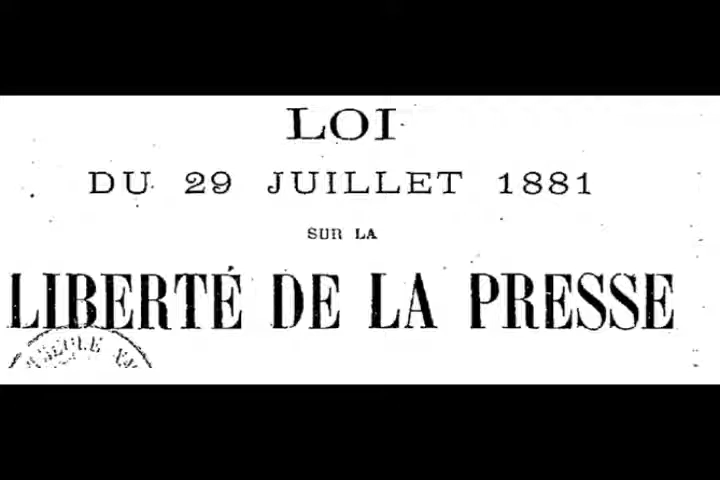 LOI
DU 29 JUILLET 1881
SUR LA
LIBERTÉ DE LA PRESSE